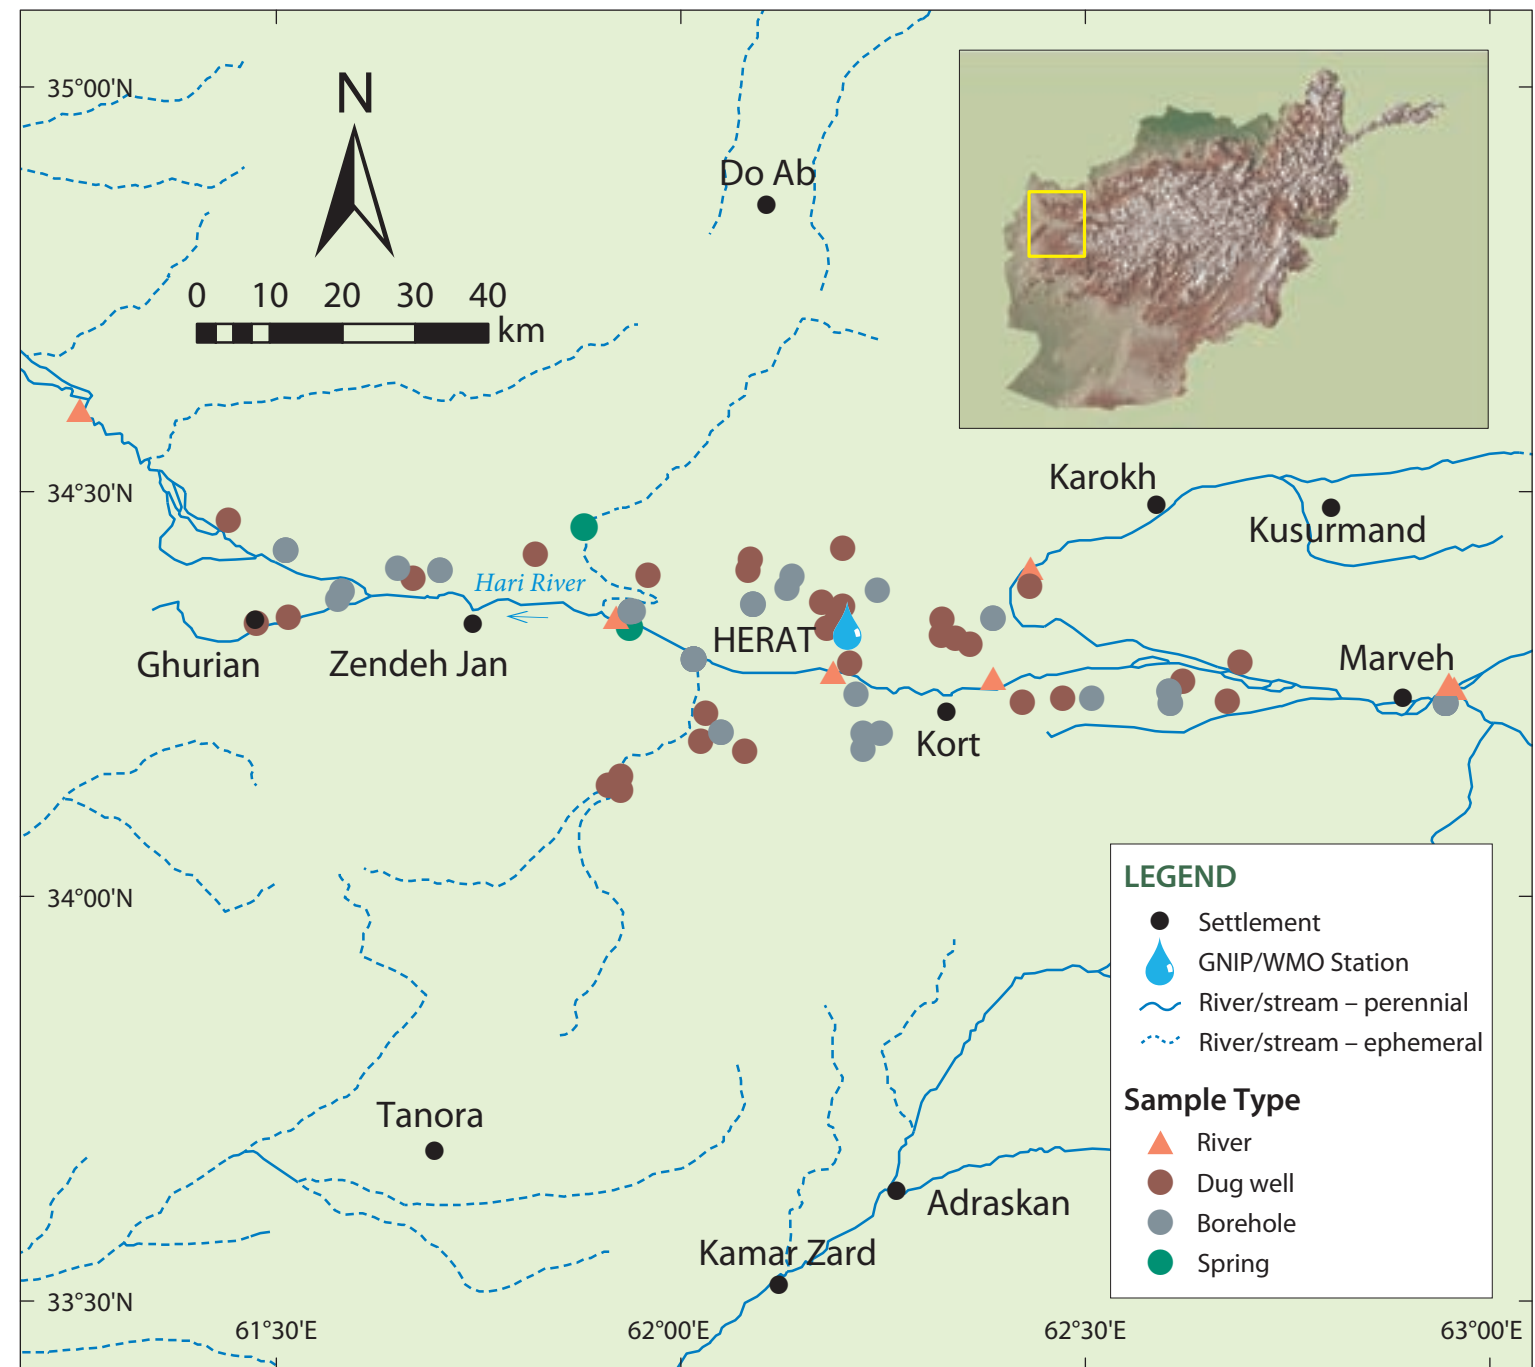 35°00'N
N
Do Ab
0 10 20 30 40
km
34°30'N
Karokh
Kusurmand
Hari River
HERAT
Ghurian
Zendeh Jan
Marveh
Kort
34°00'N
LEGEND
Settlement
GNIP/WMO Station
River/stream – perennial
River/stream – ephemeral
Sample Type
River
Dug well
Borehole
Spring
Tanora
Adraskan
Kamar Zard
33°30'N
61°30'E 62°00'E 62°30'E 63°00'E